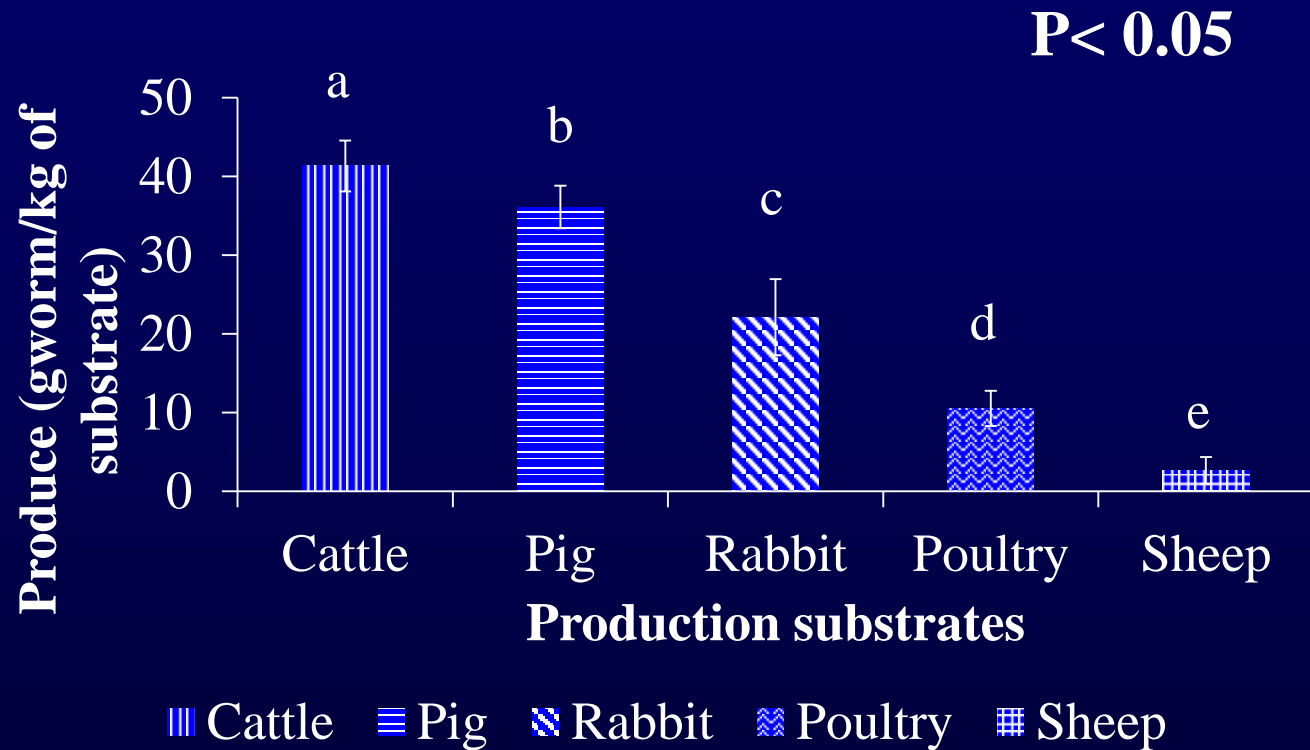 P< 0.05
Produce (gworm/kg of
substrate)
50
40
30
20
10
0
a
b
c
d
e
Cattle Pig Rabbit Poultry Sheep
Production substrates
Cattle Pig Rabbit Poultry Sheep